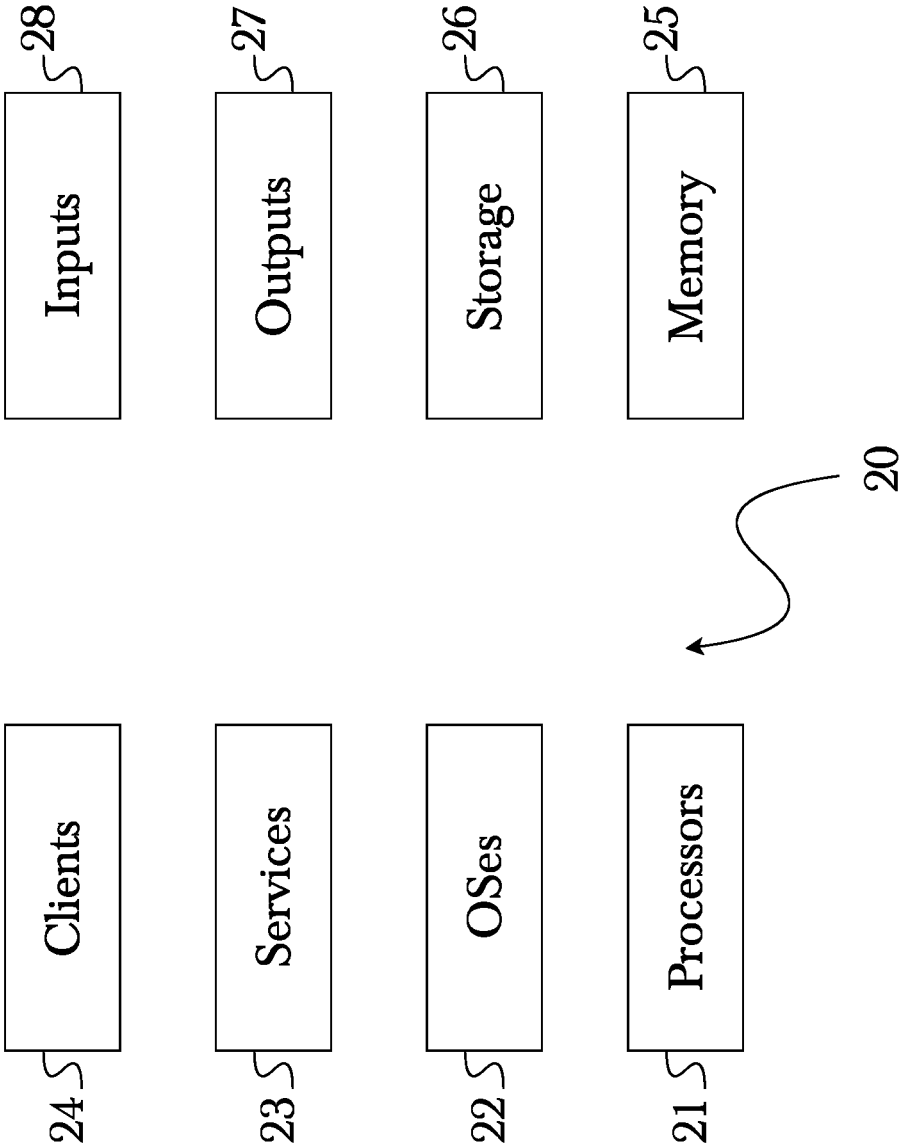 24
Clients
Inputs
28
23
Services
Outputs
27
22
OSes
Storage
26
21
Processors
Memory
25
20